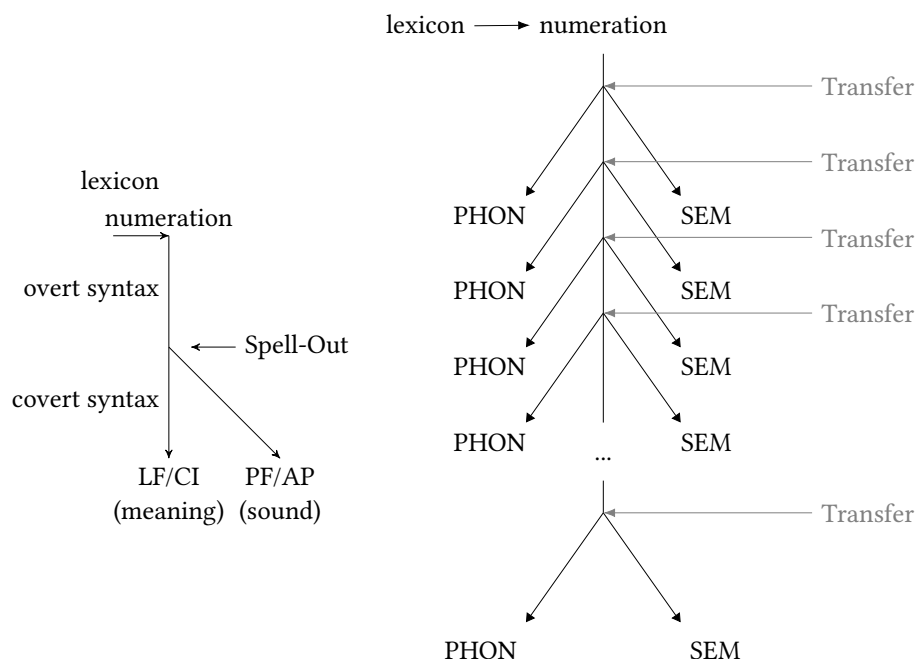 lexicon
numeration
overt syntax
Spell-Out
covert syntax
LF/CI PF/AP
(meaning) (sound)
lexicon numeration
Transfer
Transfer
PHON SEM
Transfer
PHON SEM
Transfer
PHON SEM
PHON SEM
...
Transfer
PHON SEM